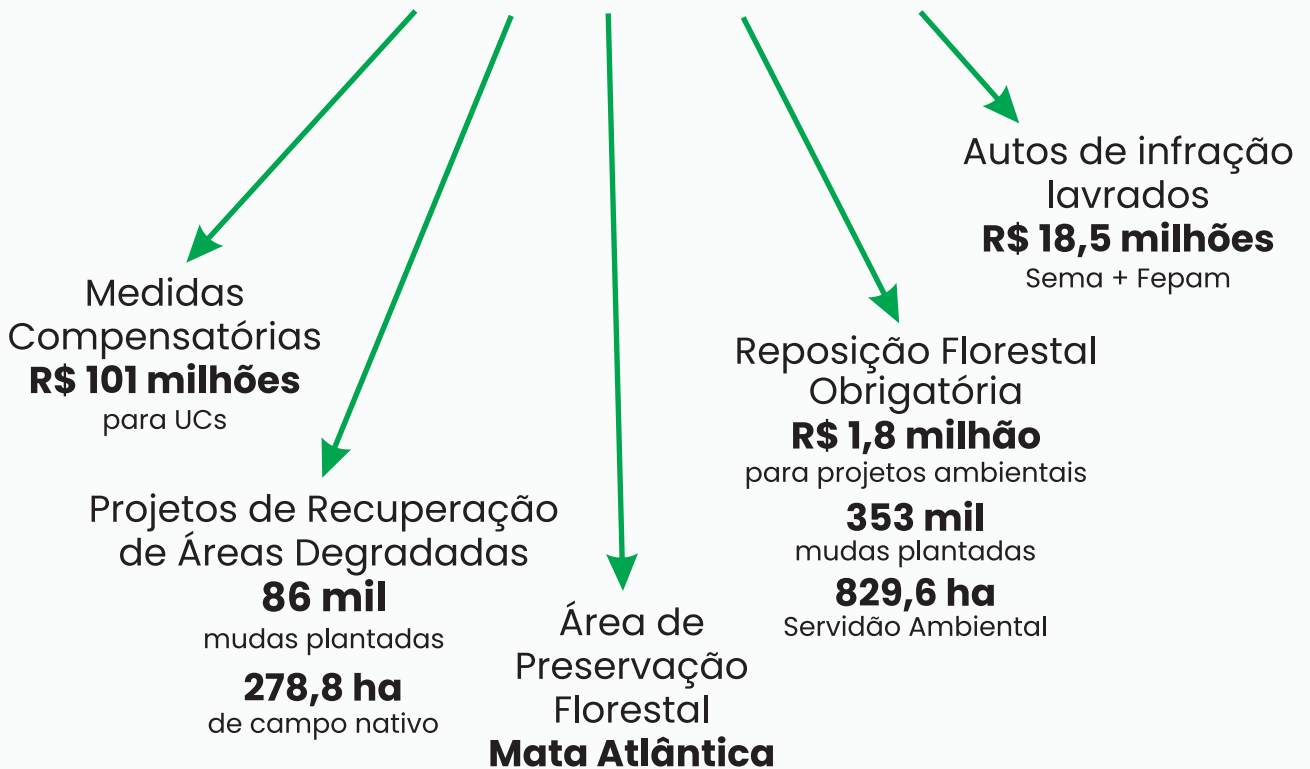 Medidas
Compensatórias
R$ 101 milhões
para UCs
Projetos de Recuperação
de Áreas Degradadas
86 mil
mudas plantadas
278,8 ha
de campo nativo
Área de
Preservação
Florestal
Mata Atlântica
Reposição Florestal
Obrigatória
R$ 1,8 milhão
para projetos ambientais
353 mil
mudas plantadas
829,6 ha
Servidão Ambiental
Autos de infração
lavrados
R$ 18,5 milhões
Sema + Fepam